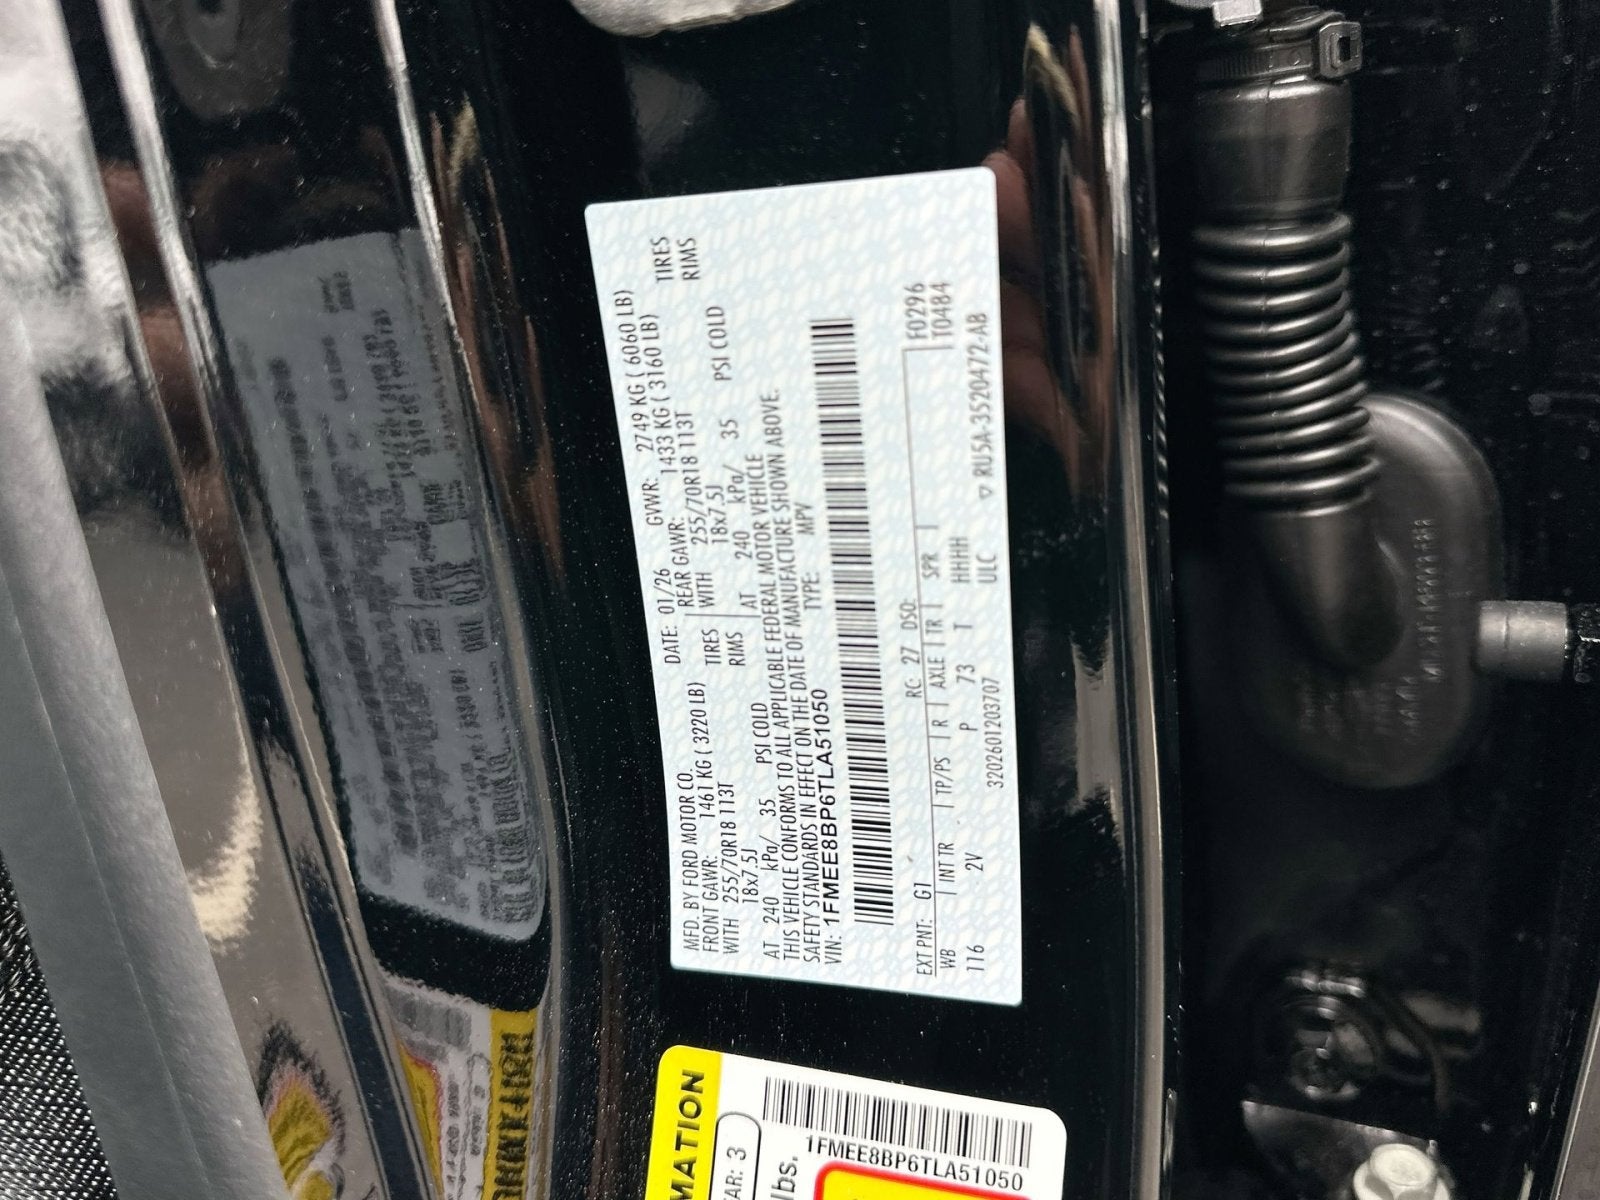 MFD. BY FORD MOTOR CO. DATE: 01/26 GVWR: 2749 KG ( 6060 LB)
FRONT GAWR: 1461 KG ( 3220 LB) REAR GAWR: 1433 KG ( 3160 LB)
WITH 255/70R18 113T TIRES WITH 255/70R18 113T TIRES
18x7.5J RIMS 18x7.5J RIMS
AT 240 kPa/ 35 PSI COLD AT 240 kPa/ 35 PSI COLD
THIS VEHICLE CONFORMS TO ALL APPLICABLE FEDERAL MOTOR VEHICLE
SAFETY STANDARDS IN EFFECT ON THE DATE OF MANUFACTURE SHOWN ABOVE.
VIN: 1FMEE8BP6TLA51050 TYPE: MPV
EXT PNT: G1 RC: 27 DSO: F0296
WB INT TR TP/PS R AXLE TR SPR T0484
116 2V P 73 T HHHH
3202601203707 ULC ▽ RU5A-3520472-AB
MATION
AR: 3
lbs.
1FMEE8BP6TLA51050